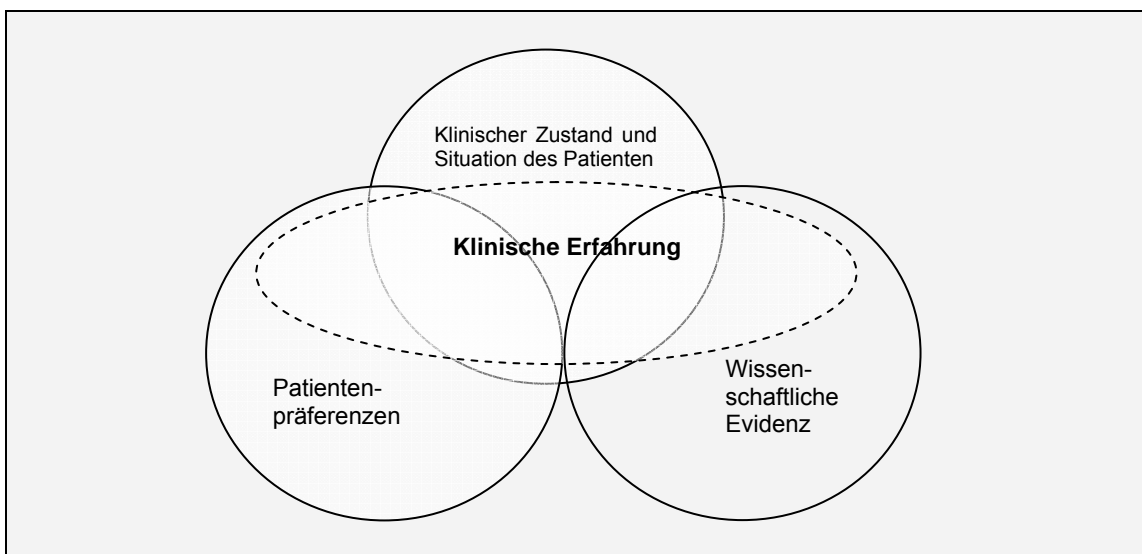 Klinischer Zustand und
Situation des Patienten
Klinische Erfahrung
Patienten-
präferenzen
Wissen-
schaftliche
Evidenz